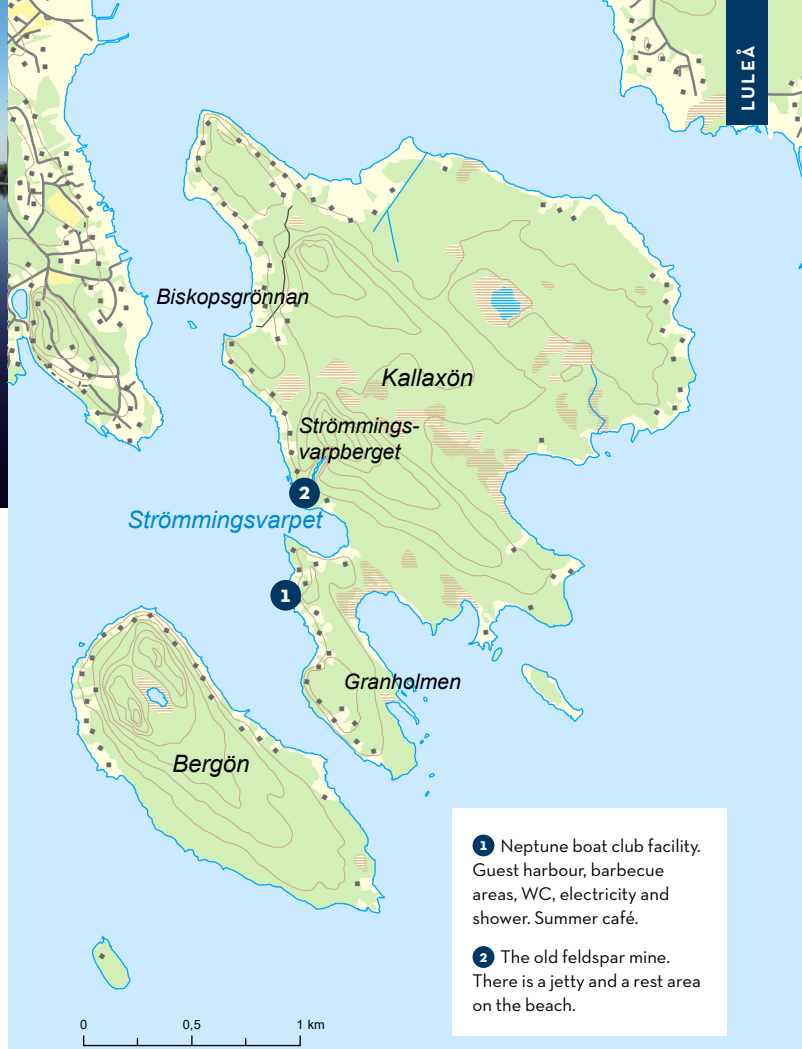 LULEÅ
Biskopsgrönnan
Kallaxön
Strömmings-
varpberget
2
Strömmingsvarpet
1
Granholmen
Bergön
1 Neptune boat club facility.
Guest harbour, barbecue
areas, WC, electricity and
shower. Summer café.
2 The old feldspar mine.
There is a jetty and a rest area
on the beach.
0 0,5 1 km